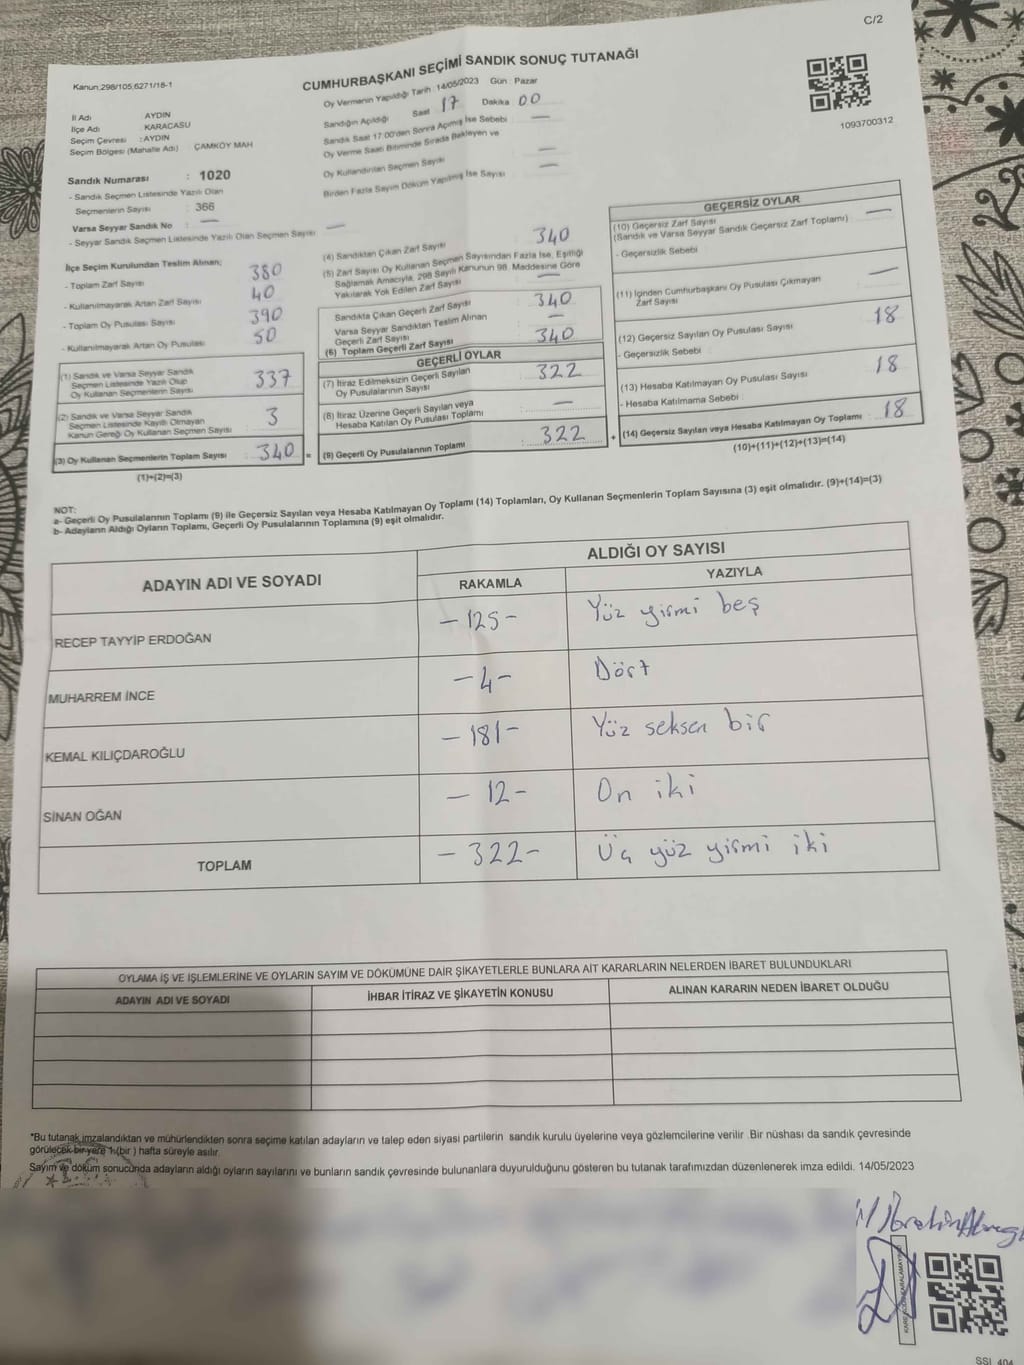 C/2
Kanun;298/105,6271/18-1
CUMHURBAŞKANI SEÇİMİ SANDIK SONUÇ TUTANAĞI
Oy Vermenin Yapıldığı Tarih : 14/05/2023 Gün : Pazar
Sandığın Açıldığı Saat 17 Dakika 00
Sandık Saat 17:00'den Sonra Açılmış İse Sebebi —
Oy Verme Saati Bitiminde Sırada Bekleyen ve
Oy Kullandırılan Seçmen Sayısı —
Birden Fazla Sayım Döküm Yapılmış İse Sayısı —
1093700312
İl Adı AYDIN
İlçe Adı KARACASU
Seçim Çevresi : AYDIN
Seçim Bölgesi (Mahalle Adı) : ÇAMKÖY MAH
Sandık Numarası : 1020
- Sandık Seçmen Listesinde Yazılı Olan
Seçmenlerin Sayısı : 366
Varsa Seyyar Sandık No : —
- Seyyar Sandık Seçmen Listesinde Yazılı Olan Seçmen Sayısı : —
İlçe Seçim Kurulundan Teslim Alınan;
- Toplam Zarf Sayısı : 380
- Kullanılmayarak Artan Zarf Sayısı : 40
- Toplam Oy Pusulası Sayısı : 390
- Kullanılmayarak Artan Oy Pusulası : 50
(1) Sandık ve Varsa Seyyar Sandık
Seçmen Listesinde Yazılı Olup
Oy Kullanan Seçmenlerin Sayısı : 337
(2) Sandık ve Varsa Seyyar Sandık
Seçmen Listesinde Kayıtlı Olmayan
Kanun Gereği Oy Kullanan Seçmen Sayısı : 3
(3) Oy Kullanan Seçmenlerin Toplam Sayısı : 340 =
(1)+(2)=(3)
(4) Sandıktan Çıkan Zarf Sayısı : 340
(5) Zarf Sayısı Oy Kullanan Seçmen Sayısından Fazla İse, Eşitliği
Sağlamak Amacıyla, 298 Sayılı Kanunun 98. Maddesine Göre
Yakılarak Yok Edilen Zarf Sayısı : —
Sandıkta Çıkan Geçerli Zarf Sayısı : 340
Varsa Seyyar Sandıktan Teslim Alınan
Geçerli Zarf Sayısı : —
(6) Toplam Geçerli Zarf Sayısı : 340
GEÇERLİ OYLAR
(7) İtiraz Edilmeksizin Geçerli Sayılan
Oy Pusulalarının Sayısı : 322
(8) İtiraz Üzerine Geçerli Sayılan veya
Hesaba Katılan Oy Pusulası Toplamı : —
(9) Geçerli Oy Pusulalarının Toplamı : 322 +
GEÇERSİZ OYLAR
(10) Geçersiz Zarf Sayısı
(Sandık ve Varsa Seyyar Sandık Geçersiz Zarf Toplamı) : —
- Geçersizlik Sebebi
(11) İçinden Cumhurbaşkanı Oy Pusulası Çıkmayan
Zarf Sayısı : —
(12) Geçersiz Sayılan Oy Pusulası Sayısı : 18
- Geçersizlik Sebebi :
(13) Hesaba Katılmayan Oy Pusulası Sayısı : 18
- Hesaba Katılmama Sebebi :
(14) Geçersiz Sayılan veya Hesaba Katılmayan Oy Toplamı : 18
(10)+(11)+(12)+(13)=(14)
NOT:
a- Geçerli Oy Pusulalarının Toplamı (9) ile Geçersiz Sayılan veya Hesaba Katılmayan Oy Toplamı (14) Toplamları, Oy Kullanan Seçmenlerin Toplam Sayısına (3) eşit olmalıdır. (9)+(14)=(3)
b- Adayların Aldığı Oyların Toplamı, Geçerli Oy Pusulalarının Toplamına (9) eşit olmalıdır.
ADAYIN ADI VE SOYADI
ALDIĞI OY SAYISI
RAKAMLA YAZIYLA
RECEP TAYYİP ERDOĞAN -125- Yüz yirmi beş
MUHARREM İNCE -4- Dört
KEMAL KILIÇDAROĞLU -181- Yüz seksen bir
SİNAN OĞAN -12- On iki
TOPLAM -322- Üç yüz yirmi iki
OYLAMA İŞ VE İŞLEMLERİNE VE OYLARIN SAYIM VE DÖKÜMÜNE DAİR ŞİKAYETLERLE BUNLARA AİT KARARLARIN NELERDEN İBARET BULUNDUKLARI
ADAYIN ADI VE SOYADI İHBAR İTİRAZ VE ŞİKAYETİN KONUSU ALINAN KARARIN NEDEN İBARET OLDUĞU
*Bu tutanak imzalandıktan ve mühürlendikten sonra seçime katılan adayların ve talep eden siyasi partilerin sandık kurulu üyelerine veya gözlemcilerine verilir .Bir nüshası da sandık çevresinde
görülecek bir yere 1 (bir ) hafta süreyle asılır.
Sayım ve döküm sonucunda adayların aldığı oyların sayılarını ve bunların sandık çevresinde bulunanlara duyurulduğunu gösteren bu tutanak tarafımızdan düzenlenerek imza edildi. 14/05/2023
SSI 404